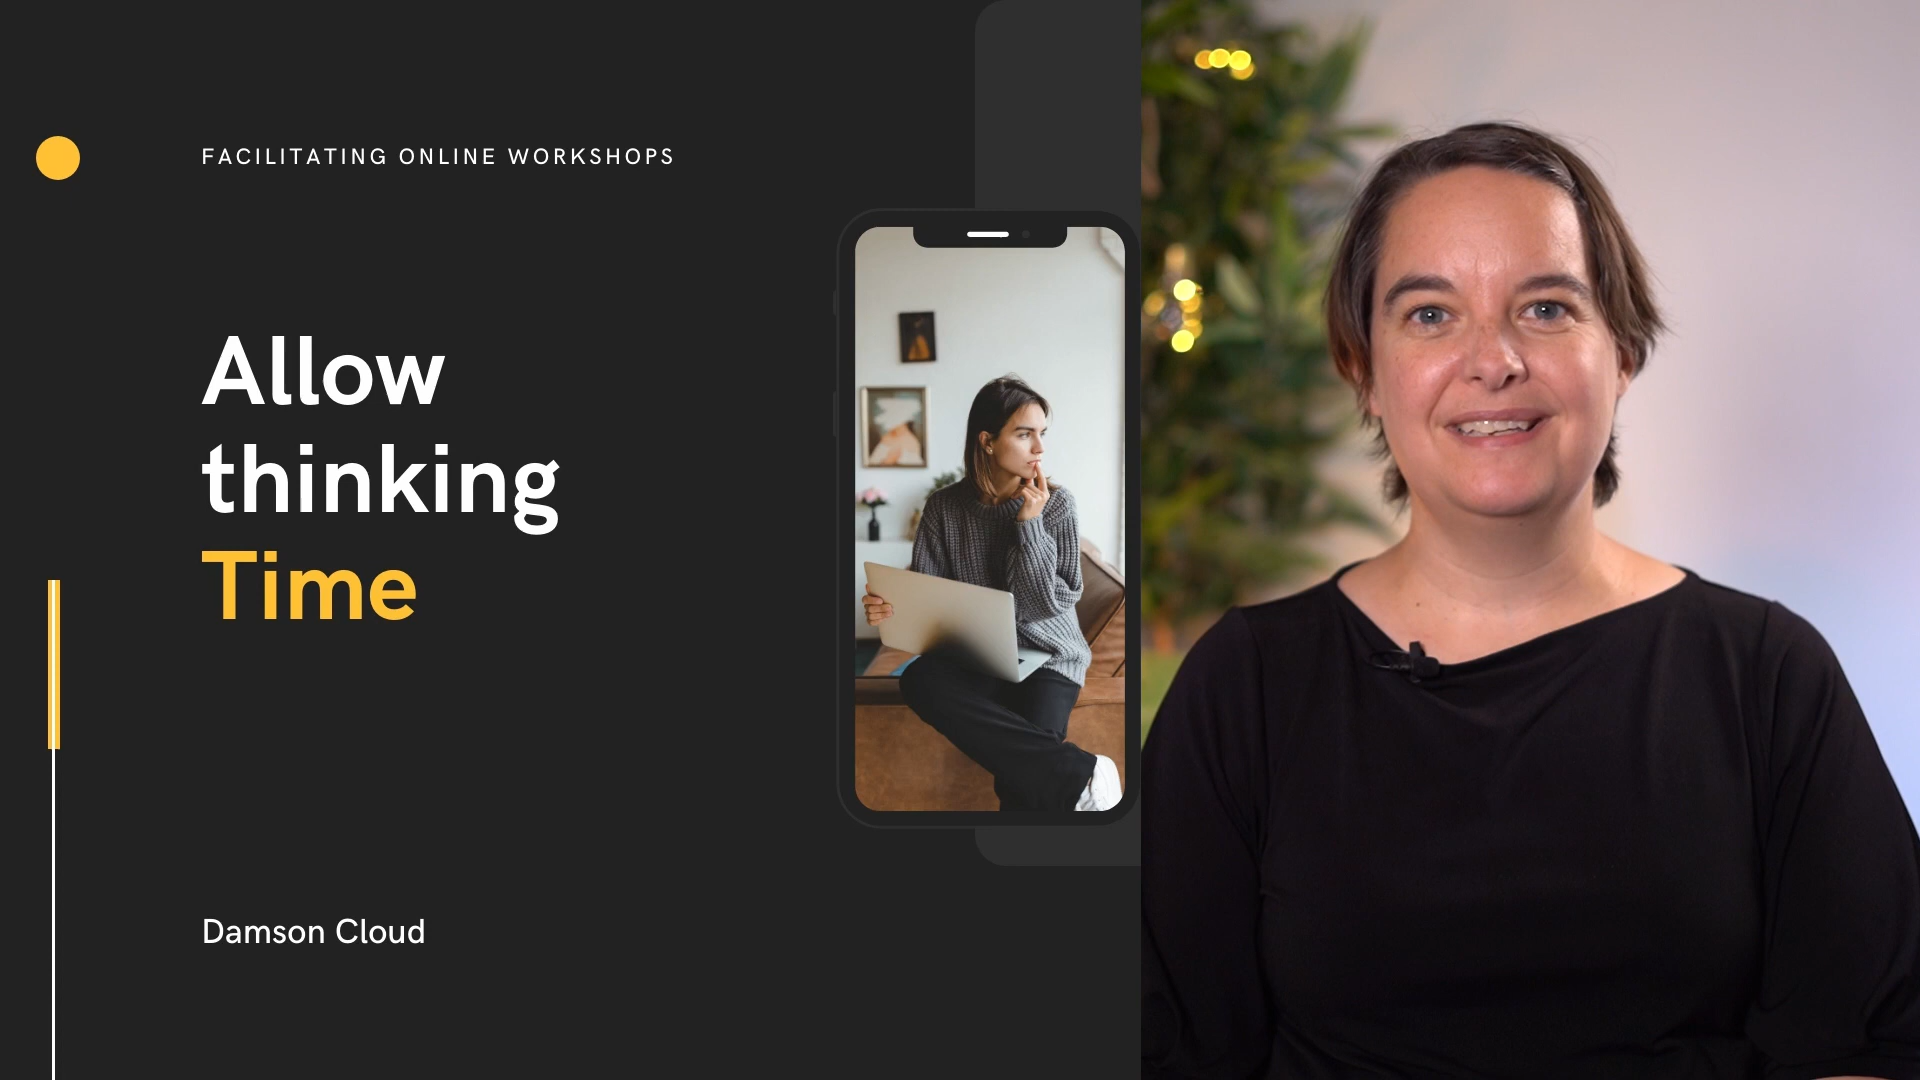 FACILITATING ONLINE WORKSHOPS
Allow
thinking
Time
Damson Cloud